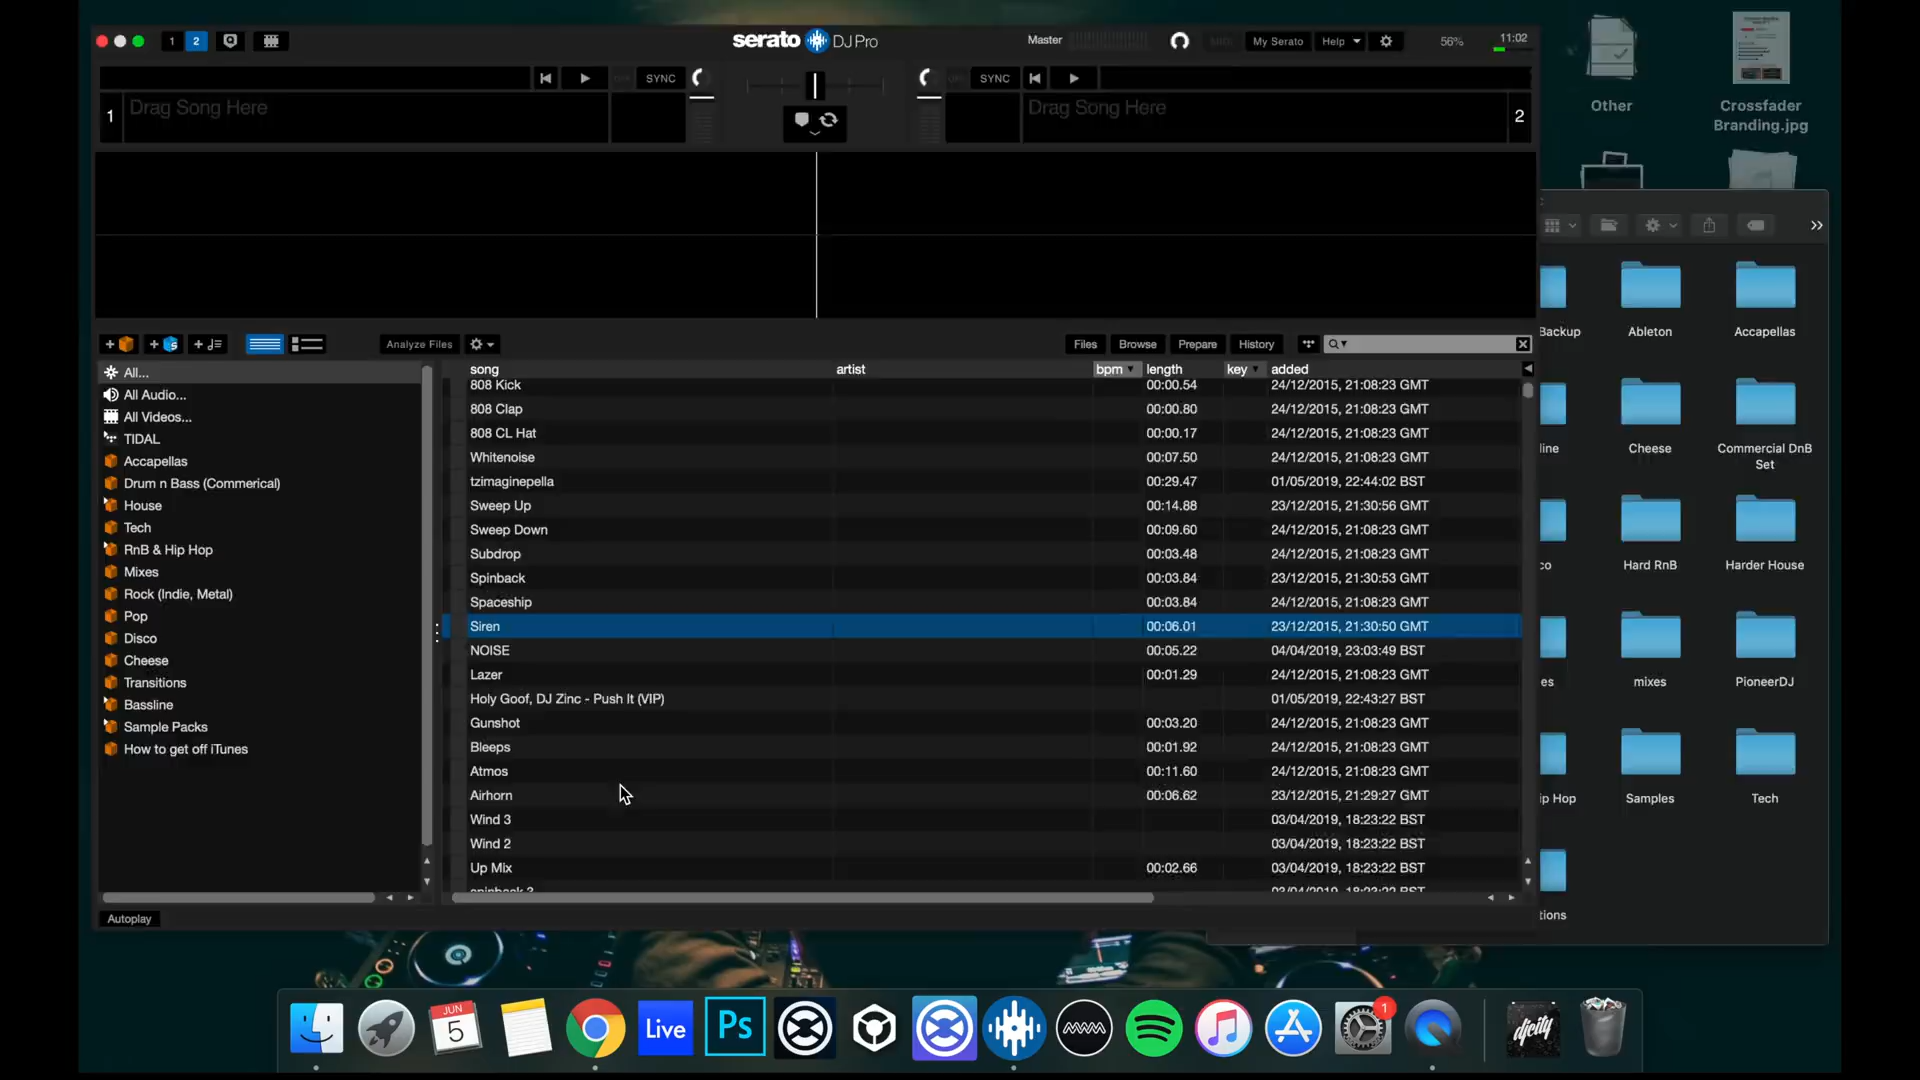 1 2
serato DJ Pro
Master
My Serato
Help
56%
11:02
SYNC
SYNC
1 Drag Song Here
Drag Song Here 2
Analyze Files
Files Browse Prepare History
All...
All Audio...
All Videos...
TIDAL
Accapellas
Drum n Bass (Commerical)
House
Tech
RnB & Hip Hop
Mixes
Rock (Indie, Metal)
Pop
Disco
Cheese
Transitions
Bassline
Sample Packs
How to get off iTunes
Autoplay
song artist bpm length key added
808 Kick 00:00.54 24/12/2015, 21:08:23 GMT
808 Clap 00:00.80 24/12/2015, 21:08:23 GMT
808 CL Hat 00:00.17 24/12/2015, 21:08:23 GMT
Whitenoise 00:07.50 24/12/2015, 21:08:23 GMT
tzimaginepella 00:29.47 01/05/2019, 22:44:02 BST
Sweep Up 00:14.88 23/12/2015, 21:30:56 GMT
Sweep Down 00:09.60 24/12/2015, 21:08:23 GMT
Subdrop 00:03.48 24/12/2015, 21:08:23 GMT
Spinback 00:03.84 23/12/2015, 21:30:53 GMT
Spaceship 00:03.84 24/12/2015, 21:08:23 GMT
Siren 00:06.01 23/12/2015, 21:30:50 GMT
NOISE 00:05.22 04/04/2019, 23:03:49 BST
Lazer 00:01.29 24/12/2015, 21:08:23 GMT
Holy Goof, DJ Zinc - Push It (VIP) 01/05/2019, 22:43:27 BST
Gunshot 00:03.20 24/12/2015, 21:08:23 GMT
Bleeps 00:01.92 24/12/2015, 21:08:23 GMT
Atmos 00:11.60 24/12/2015, 21:08:23 GMT
Airhorn 00:06.62 23/12/2015, 21:29:27 GMT
Wind 3 03/04/2019, 18:23:22 BST
Wind 2 03/04/2019, 18:23:22 BST
Up Mix 00:02.66 03/04/2019, 18:23:22 BST
Other
Crossfader
Branding.jpg
Backup Ableton Accapellas
line Cheese Commercial DnB
Set
co Hard RnB Harder House
es mixes PioneerDJ
ip Hop Samples Tech
tions
JUN
5
Live
Ps
1
djcity